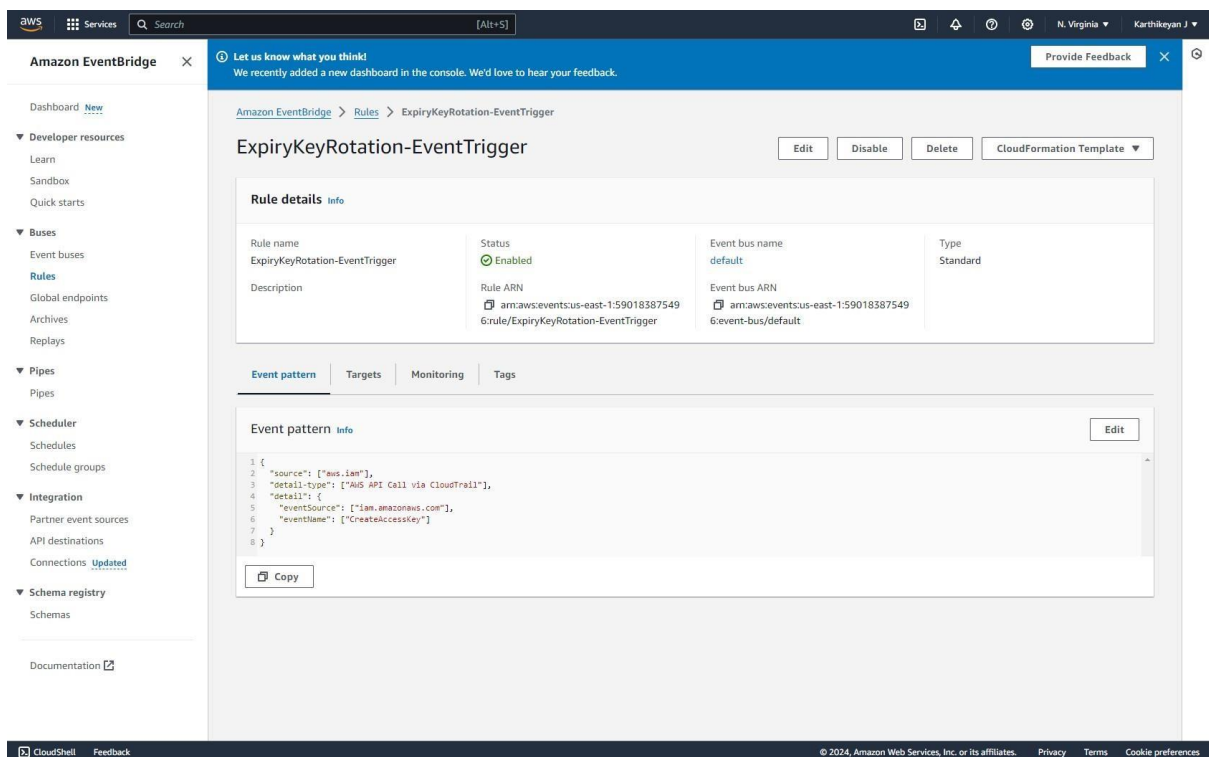 aws
Services
Search
[Alt+S]
N. Virginia
Karthikeyan J
Amazon EventBridge
Dashboard New
Developer resources
Learn
Sandbox
Quick starts
Buses
Event buses
Rules
Global endpoints
Archives
Replays
Pipes
Pipes
Scheduler
Schedules
Schedule groups
Integration
Partner event sources
API destinations
Connections Updated
Schema registry
Schemas
Documentation
Let us know what you think!
We recently added a new dashboard in the console. We'd love to hear your feedback.
Provide Feedback
Amazon EventBridge > Rules > ExpiryKeyRotation-EventTrigger
ExpiryKeyRotation-EventTrigger
Edit
Disable
Delete
CloudFormation Template
Rule details Info
Rule name
ExpiryKeyRotation-EventTrigger
Description
Status
Enabled
Rule ARN
arn:aws:events:us-east-1:59018387549
6:rule/ExpiryKeyRotation-EventTrigger
Event bus name
default
Event bus ARN
arn:aws:events:us-east-1:59018387549
6:event-bus/default
Type
Standard
Event pattern
Targets
Monitoring
Tags
Event pattern Info
Edit
1 {
2 "source": ["aws.iam"],
3 "detail-type": ["AWS API Call via CloudTrail"],
4 "detail": {
5 "eventSource": ["iam.amazonaws.com"],
6 "eventName": ["CreateAccessKey"]
7 }
8 }
Copy
CloudShell
Feedback
© 2024, Amazon Web Services, Inc. or its affiliates.
Privacy
Terms
Cookie preferences